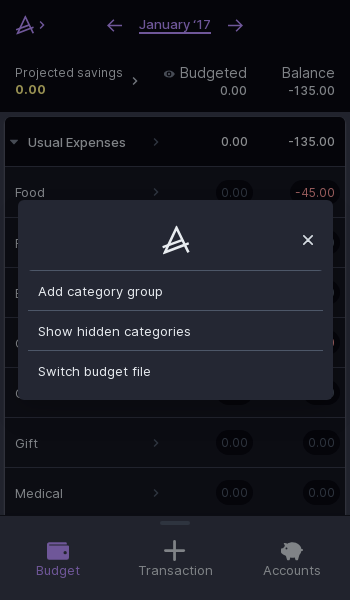 January '17
Projected savings
Budgeted
Balance
0.00
0.00
-135.00
Usual Expenses
0.00
-135.00
Food
0.00
-45.00
Add category group
Show hidden categories
Switch budget file
Gift
0.00
0.00
Medical
0.00
0.00
Budget
Transaction
Accounts